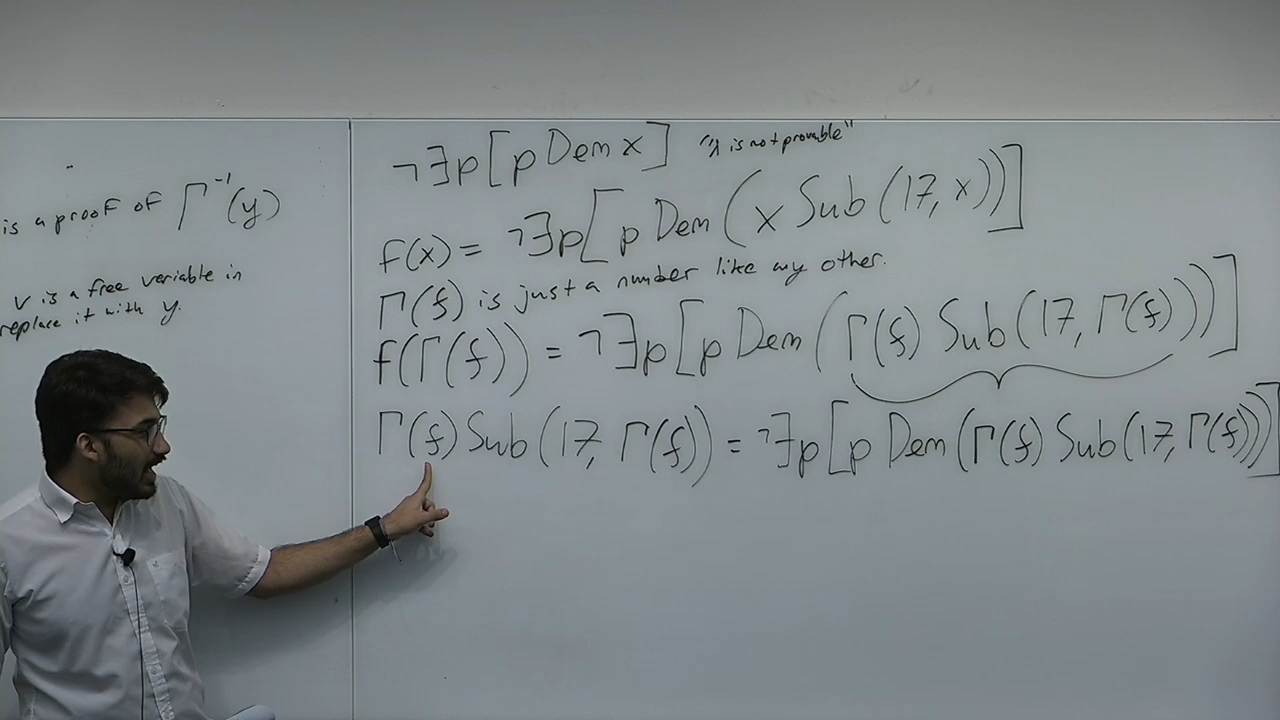 is a proof of Γ⁻¹(y)
v is a free variable in
replace it with y.
¬∃p[p Dem x] "x is not provable"
f(x) = ¬∃p[p Dem (x Sub (17, x))]
Γ(f) is just a number like any other.
f(Γ(f)) = ¬∃p[p Dem (Γ(f) Sub (17, Γ(f)))]
Γ(f) Sub (17, Γ(f)) = ¬∃p[p Dem (Γ(f) Sub (17, Γ(f)))]